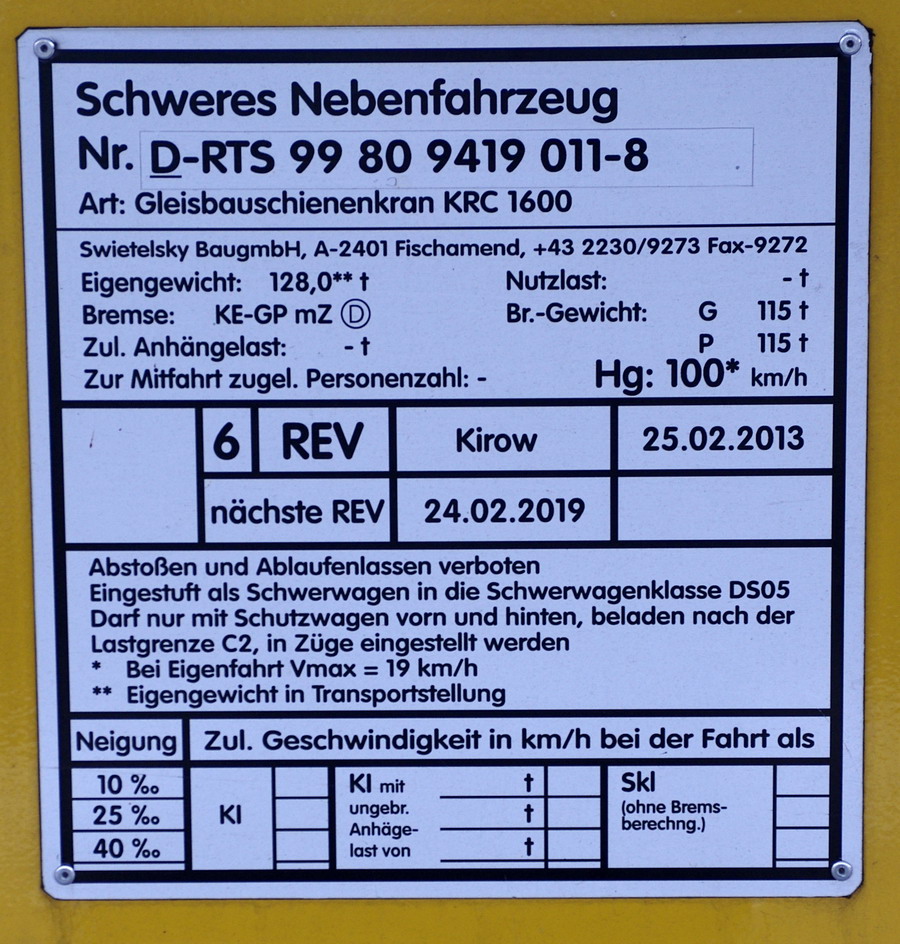 Schweres Nebenfahrzeug
Nr. D-RTS 99 80 9419 011-8
Art: Gleisbauschienenkran KRC 1600
Swietelsky BaugmbH, A-2401 Fischamend, +43 2230/9273 Fax-9272
Eigengewicht: 128,0** t Nutzlast: - t
Bremse: KE-GP mZ Ⓓ Br.-Gewicht: G 115 t
Zul. Anhängelast: - t P 115 t
Zur Mitfahrt zugel. Personenzahl: - Hg: 100* km/h
6 REV Kirow 25.02.2013
nächste REV 24.02.2019
Abstoßen und Ablaufenlassen verboten
Eingestuft als Schwerwagen in die Schwerwagenklasse DS05
Darf nur mit Schutzwagen vorn und hinten, beladen nach der
Lastgrenze C2, in Züge eingestellt werden
* Bei Eigenfahrt Vmax = 19 km/h
** Eigengewicht in Transportstellung
Neigung Zul. Geschwindigkeit in km/h bei der Fahrt als
10 ‰ Kl mit t Skl
25 ‰ Kl ungebr. t (ohne Brems-
Anhäge- berechng.)
40 ‰ last von t